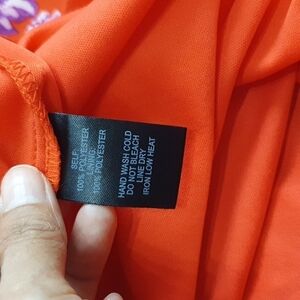 SELF:
100% POLYESTER
LINING:
100% POLYESTER
HAND WASH COLD
DO NOT BLEACH
LINE DRY
IRON LOW HEAT